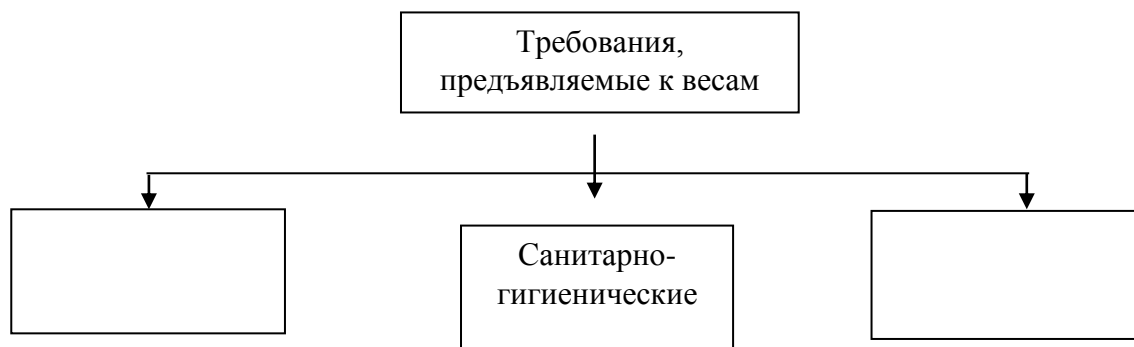 Требования,
предъявляемые к весам
Санитарно-
гигиенические